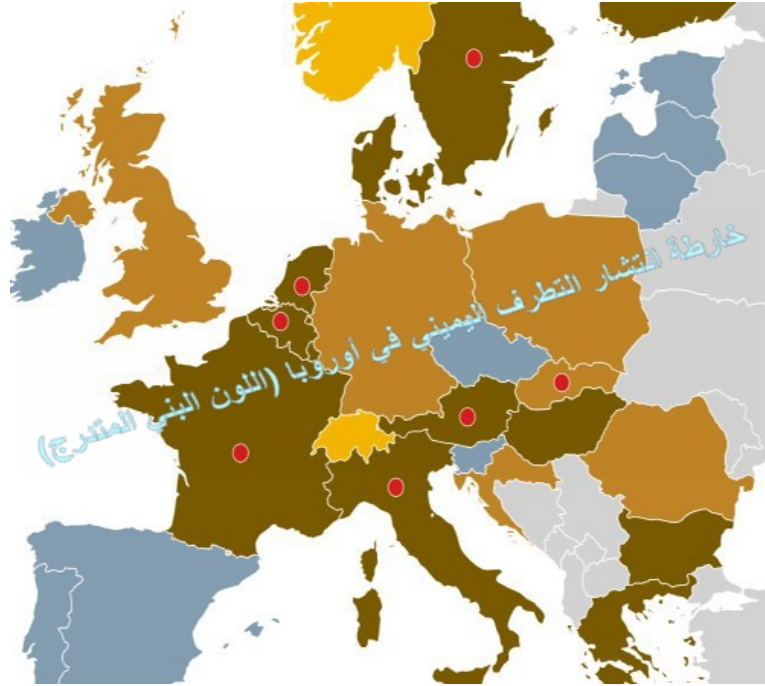 خارطة انتشار التطرف اليميني في أوروبا (اللون البني المتدرج)